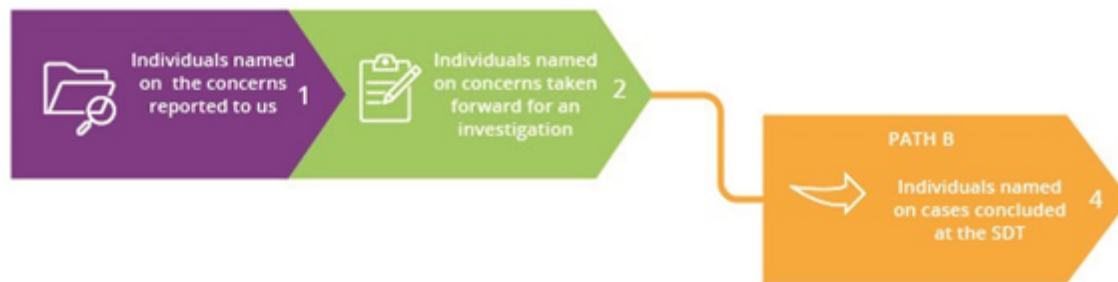 Individuals named
on the concerns
reported to us
1
Individuals named
on concerns taken
forward for an
investigation
2
PATH B
Individuals named
on cases concluded
at the SDT
4